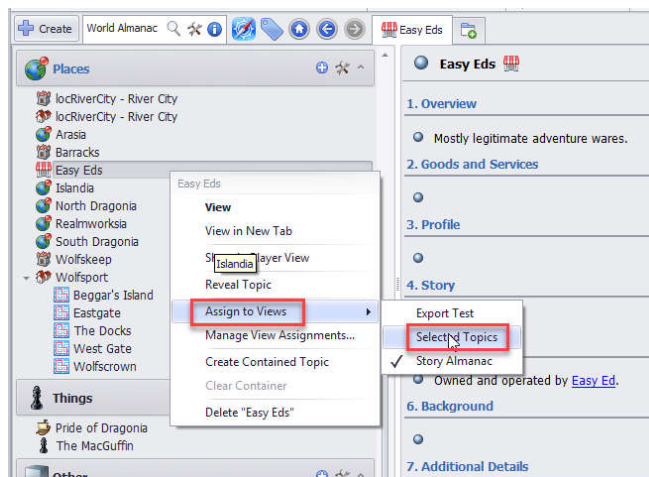 Create World Almanac Easy Eds
Places
locRiverCity - River City
locRiverCity - River City
Arasia
Barracks
Easy Eds
Islandia
North Dragonia
Realmworksia
South Dragonia
Wolfskeep
Wolfsport
Beggar's Island
Eastgate
The Docks
West Gate
Wolfscrown
Things
Pride of Dragonia
The MacGuffin
Other
Easy Eds
View
View in New Tab
Player View
Islandia
Reveal Topic
Assign to Views
Manage View Assignments...
Create Contained Topic
Clear Container
Delete "Easy Eds"
Export Test
Selected Topics
Story Almanac
Easy Eds
1. Overview
Mostly legitimate adventure wares.
2. Goods and Services
3. Profile
4. Story
Owned and operated by Easy Ed.
6. Background
7. Additional Details